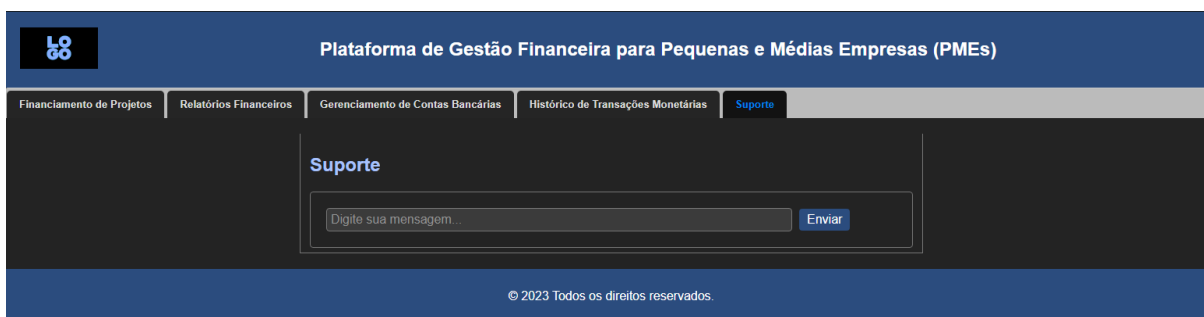 LO
GO
Plataforma de Gestão Financeira para Pequenas e Médias Empresas (PMEs)
Financiamento de Projetos Relatórios Financeiros Gerenciamento de Contas Bancárias Histórico de Transações Monetárias Suporte
Suporte
Digite sua mensagem... Enviar
© 2023 Todos os direitos reservados.